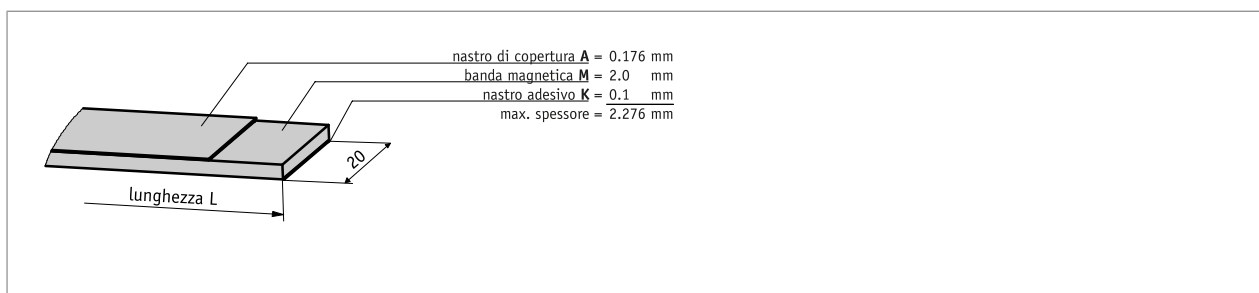 nastro di copertura A = 0.176 mm
banda magnetica M = 2.0 mm
nastro adesivo K = 0.1 mm
max. spessore = 2.276 mm
20
lunghezza L